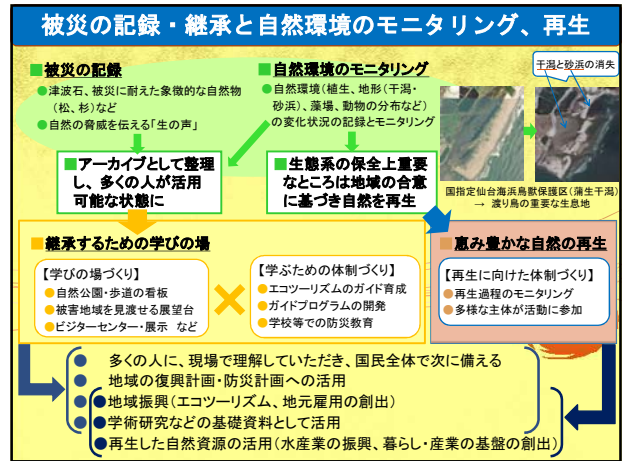 被災の記録・継承と自然環境のモニタリング、再生
■被災の記録
●津波石、被災に耐えた象徴的な自然物
（松、杉）など
●自然の脅威を伝える「生の声」
■自然環境のモニタリング
●自然環境（植生、地形（干潟・
砂浜）、藻場、動物の分布など）
の変化状況の記録とモニタリング
干潟と砂浜の消失
国指定仙台海浜鳥獣保護区（蒲生干潟）
→ 渡り鳥の重要な生息地
■アーカイブとして整理
し、多くの人が活用
可能な状態に
■生態系の保全上重要
なところは地域の合意
に基づき自然を再生
■継承するための学びの場
【学びの場づくり】
●自然公園・歩道の看板
●被害地域を見渡せる展望台
●ビジターセンター・展示 など
【学ぶための体制づくり】
●エコツーリズムのガイド育成
●ガイドプログラムの開発
●学校等での防災教育
■恵み豊かな自然の再生
【再生に向けた体制づくり】
●再生過程のモニタリング
●多様な主体が活動に参加
● 多くの人に、現場で理解していただき、国民全体で次に備える
● 地域の復興計画・防災計画への活用
●●地域振興（エコツーリズム、地元雇用の創出）
●●学術研究などの基礎資料として活用
●再生した自然資源の活用（水産業の振興、暮らし・産業の基盤の創出）